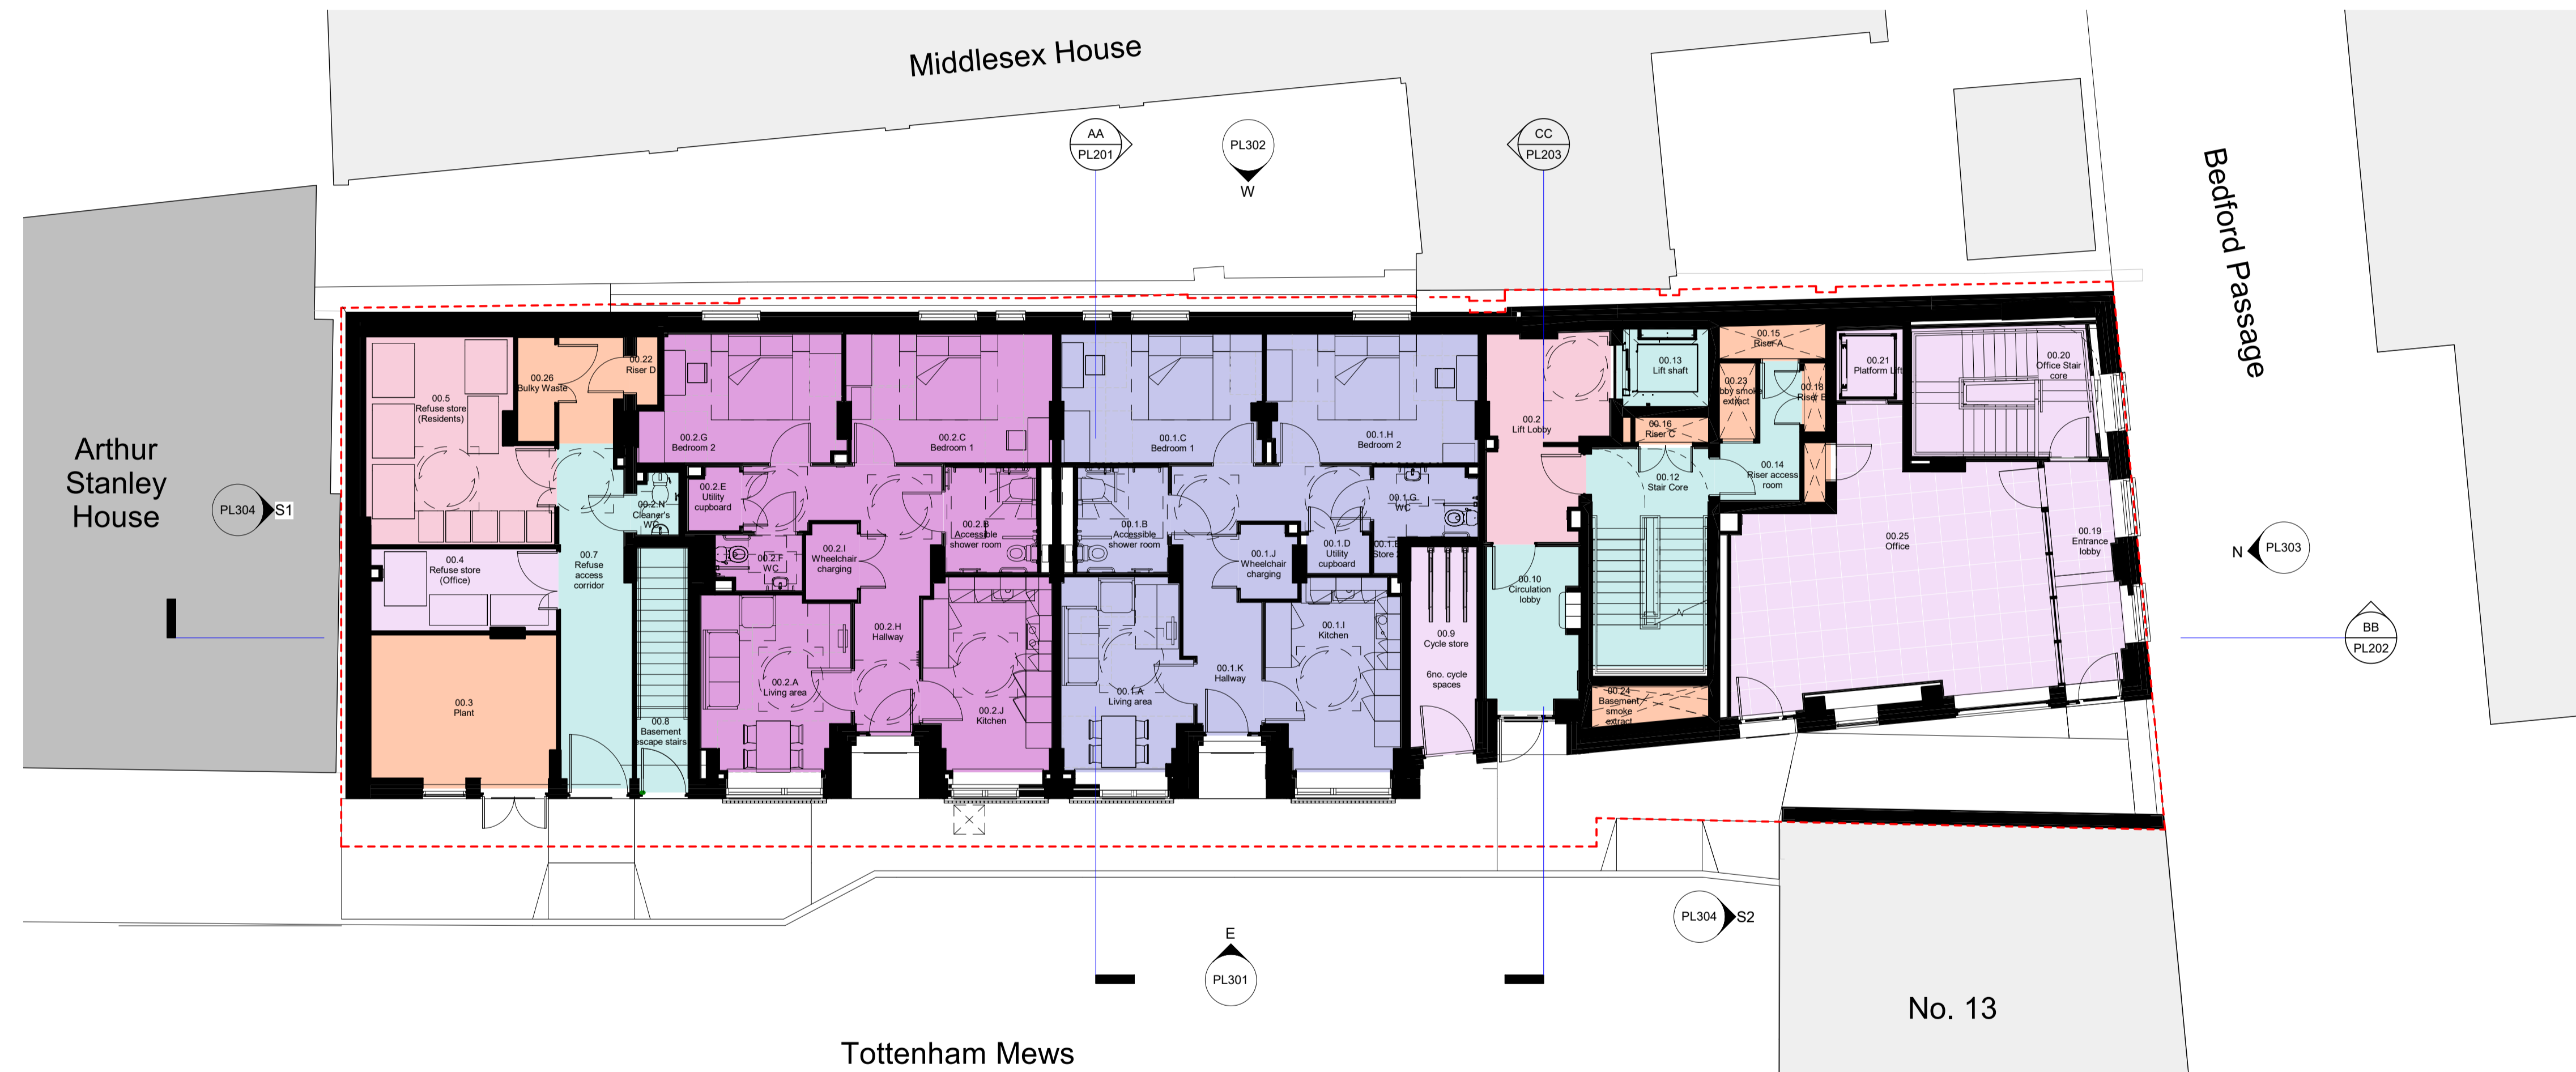 Middlesex House
Bedford Passage
AA
PL201
PL302
W
CC
PL203
Arthur
Stanley
House
PL304
S1
00.5
Refuse store
(Residents)
00.26
Bulky Waste
00.22
Riser D
00.2.G
Bedroom 2
00.2.C
Bedroom 1
00.1.C
Bedroom 1
00.1.H
Bedroom 2
00.2
Lift Lobby
00.13
Lift shaft
00.15
Riser A
00.23
extract
00.18
00.16
Riser C
00.21
Platform Lift
00.20
Office Stair
core
00.12
Stair Core
00.14
Riser access
room
00.2.N
Cleaner's
WC
00.2.E
Utility
cupboard
00.2.B
Accessible
shower room
00.1.B
Accessible
shower room
00.1.G
WC
00.25
Office
00.19
Entrance
lobby
00.4
Refuse store
(Office)
00.7
Refuse
access
corridor
00.2.F
WC
00.2.I
Wheelchair
charging
00.1.J
Wheelchair
charging
00.1.D
Utility
cupboard
Store
00.10
Circulation
lobby
N
PL303
00.3
Plant
00.8
Basement
escape stairs
00.2.A
Living area
00.2.H
Hallway
00.2.J
Kitchen
00.1.A
Living area
00.1.K
Hallway
00.1.I
Kitchen
00.9
Cycle store
6no. cycle
spaces
00.24
Basement
smoke
extract
BB
PL202
PL304
S2
E
PL301
No. 13
Tottenham Mews